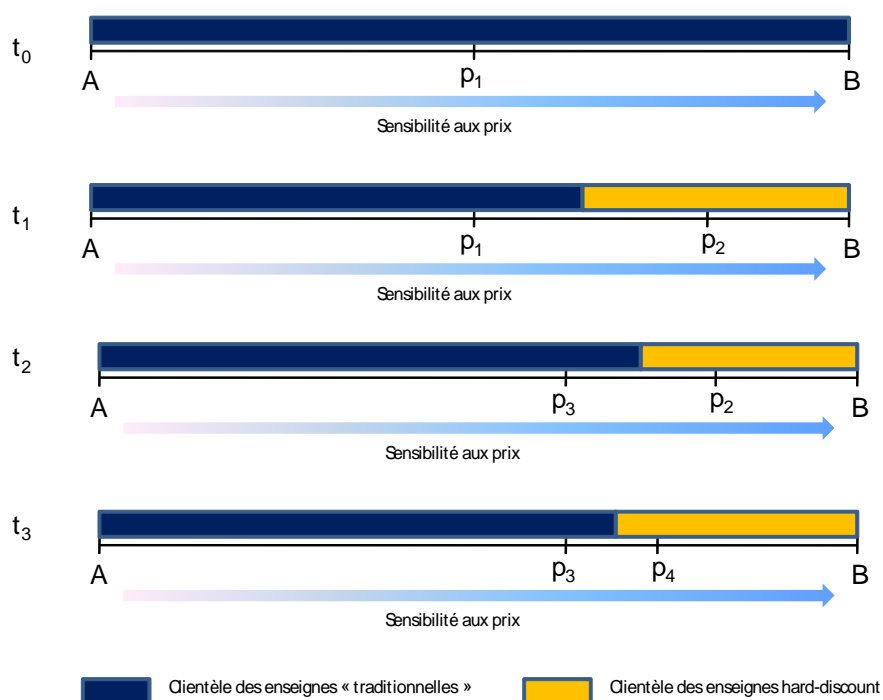 t0
A p1 B
Sensibilité aux prix
t1
A p1 p2 B
Sensibilité aux prix
t2
A p3 p2 B
Sensibilité aux prix
t3
A p3 p4 B
Sensibilité aux prix
Clientèle des enseignes « traditionnelles » Clientèle des enseignes hard-discount